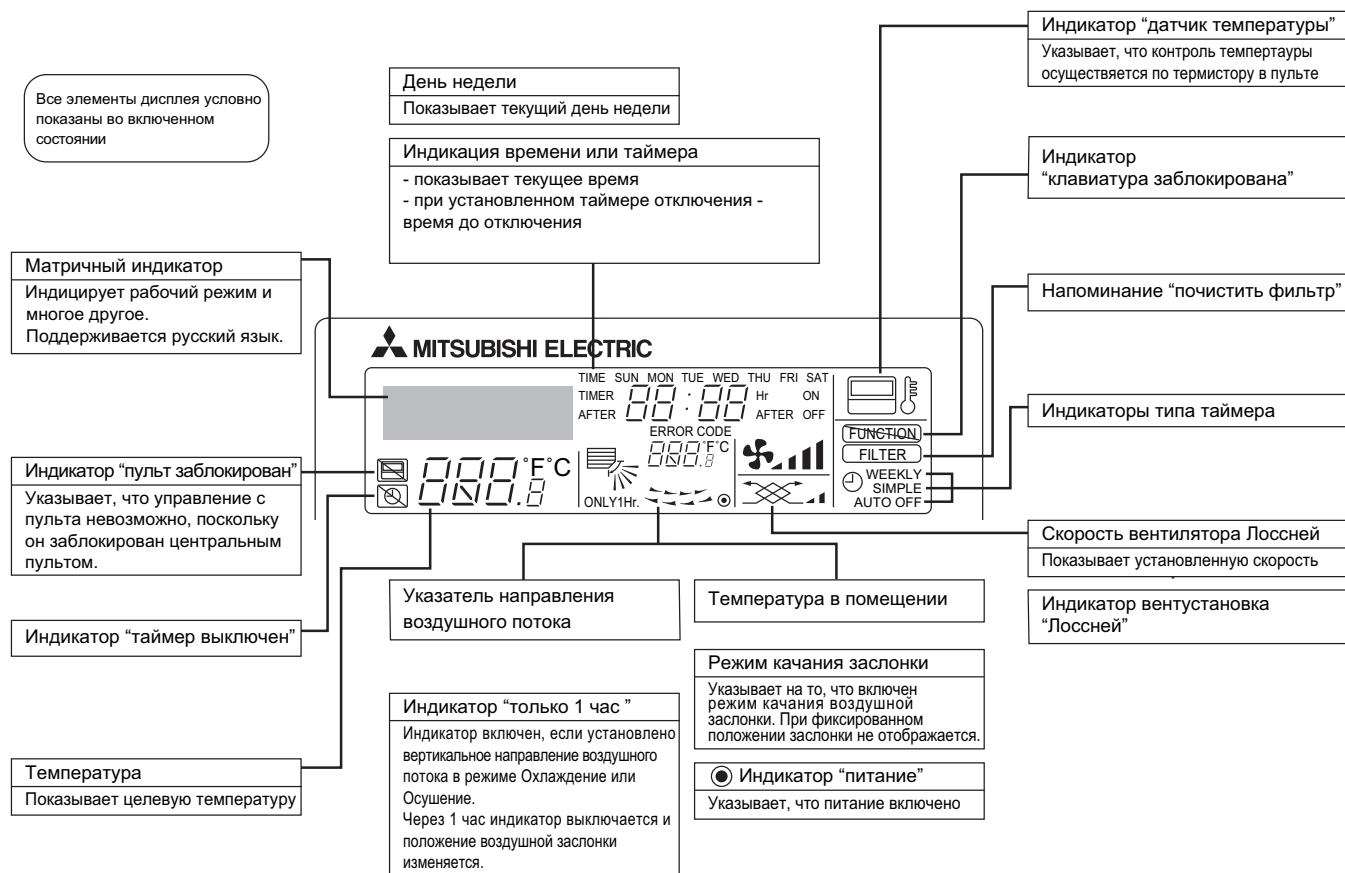 Все элементы дисплея условно
показаны во включенном
состоянии
День недели
Показывает текущий день недели
Индикация времени или таймера
- показывает текущее время
- при установленном таймере отключения -
время до отключения
Индикатор “датчик температуры”
Указывает, что контроль темпертауры
осуществяется по термистору в пульте
Индикатор
“клавиатура заблокирована”
Напоминание “почистить фильтр”
Индикаторы типа таймера
Скорость вентилятора Лоссней
Показывает установленную скорость
Индикатор вентустановка
“Лоссней”
Матричный индикатор
Индицирует рабочий режим и
многое другое.
Поддерживается русский язык.
Индикатор “пульт заблокирован”
Указывает, что управление с
пульта невозможно, поскольку
он заблокирован центральным
пультом.
Индикатор “таймер выключен”
Температура
Показывает целевую температуру
MITSUBISHI ELECTRIC
TIME SUN MON TUE WED THU FRI SAT
TIMER 88:88 Hr ON
AFTER AFTER OFF
ERROR CODE
888.8 °F°C
888.8 °F°C
ONLY1Hr.
FUNCTION
FILTER
WEEKLY
SIMPLE
AUTO OFF
Указатель направления
воздушного потока
Температура в помещении
Индикатор “только 1 час ”
Индикатор включен, если установлено
вертикальное направление воздушного
потока в режиме Охлаждение или
Осушение.
Через 1 час индикатор выключается и
положение воздушной заслонки
изменяется.
Режим качания заслонки
Указывает на то, что включен
режим качания воздушной
заслонки. При фиксированном
положении заслонки не отображается.
Индикатор “питание”
Указывает, что питание включено